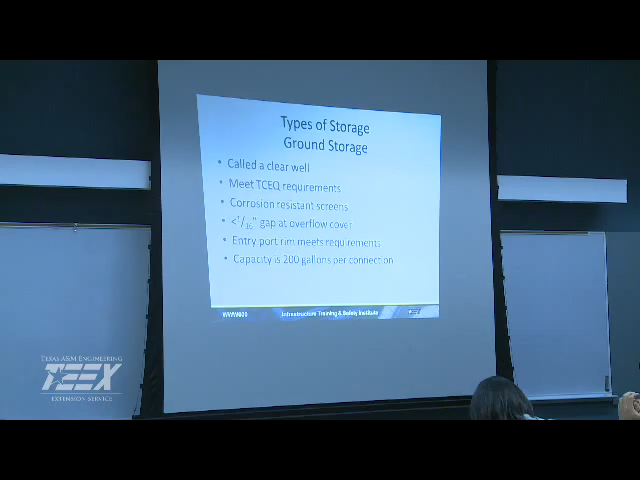 Types of Storage
Ground Storage
• Called a clear well
• Meet TCEQ requirements
• Corrosion resistant screens
• <1/16" gap at overflow cover
• Entry port rim meets requirements
• Capacity is 200 gallons per connection
Infrastructure Training & Safety Institute
TEXAS A&M ENGINEERING
TEEX
EXTENSION SERVICE